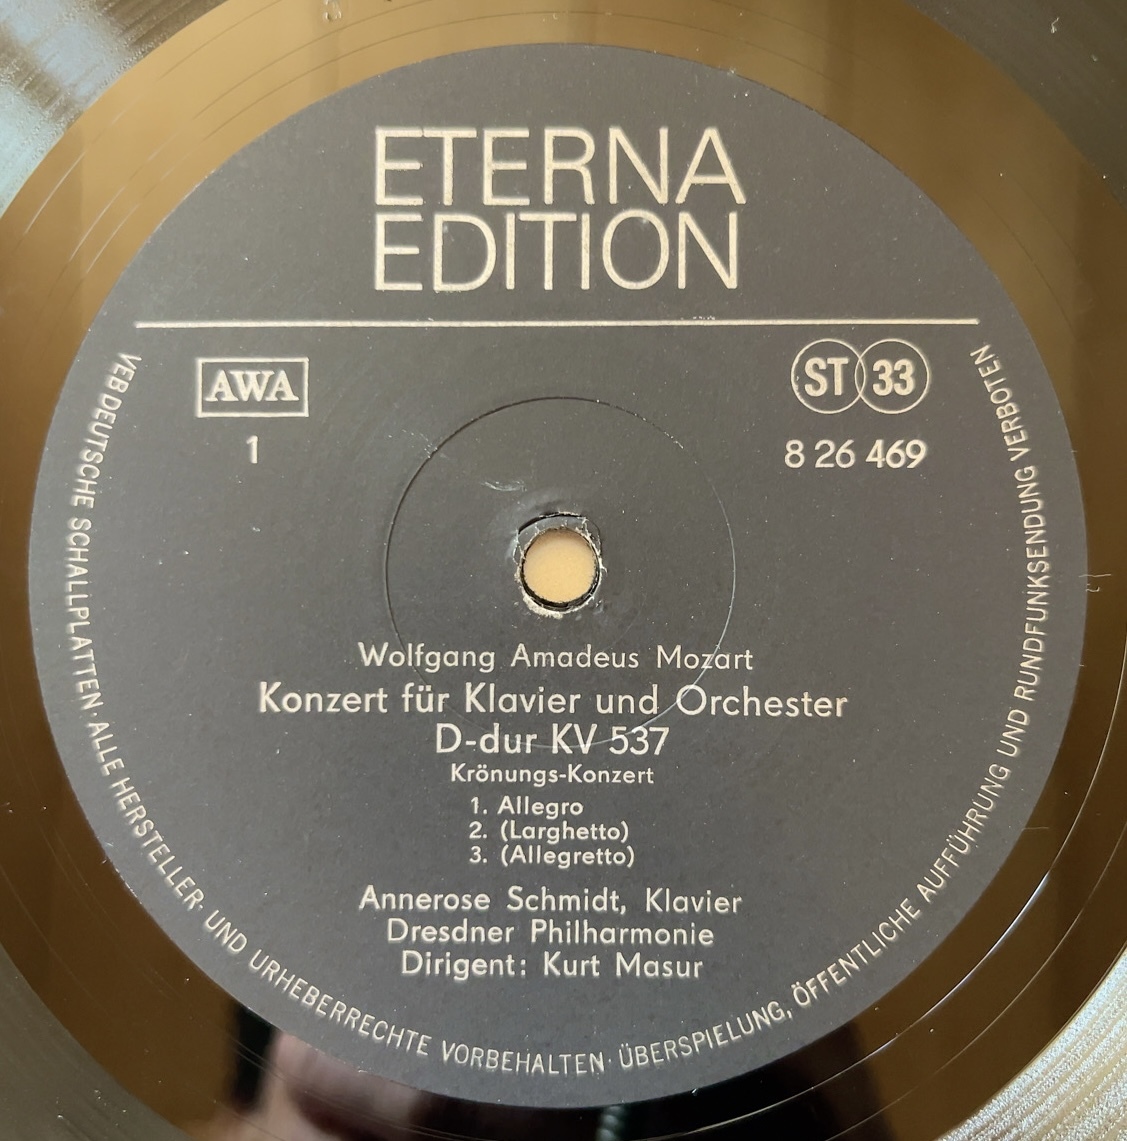 ETERNA
EDITION
AWA
ST 33
1
8 26 469
Wolfgang Amadeus Mozart
Konzert für Klavier und Orchester
D-dur KV 537
Krönungs-Konzert
1. Allegro
2. (Larghetto)
3. (Allegretto)
Annerose Schmidt, Klavier
Dresdner Philharmonie
Dirigent: Kurt Masur
VEB DEUTSCHE SCHALLPLATTEN · ALLE HERSTELLER- UND URHEBERRECHTE VORBEHALTEN · ÜBERSPIELUNG, ÖFFENTLICHE AUFFÜHRUNG UND RUNDFUNKSENDUNG VERBOTEN